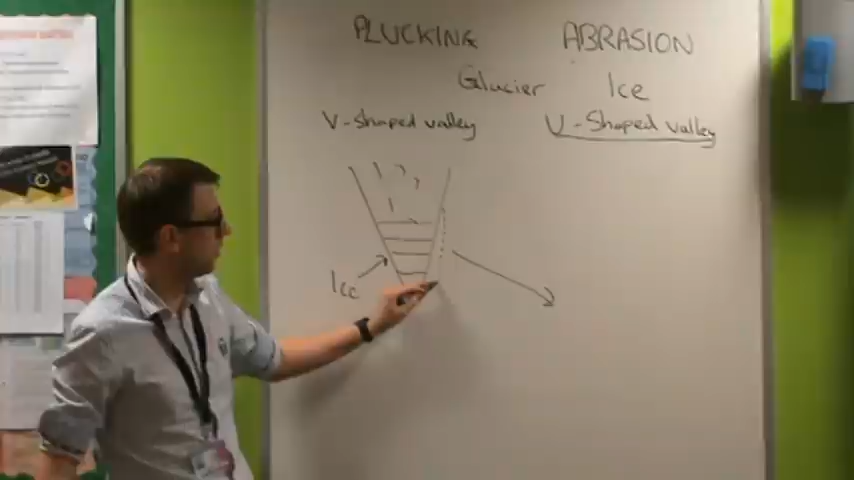 PLUCKING ABRASION
Glacier Ice
V-Shaped valley U-Shaped valley
Ice